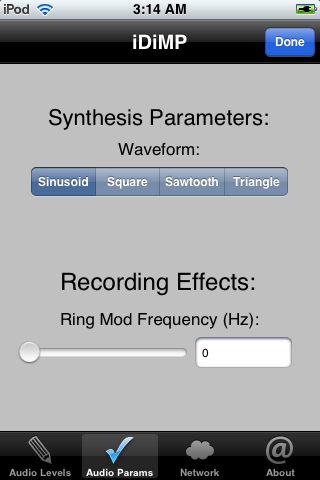 iPod 3:14 AM
iDiMP Done
Synthesis Parameters:
Waveform:
Sinusoid Square Sawtooth Triangle
Recording Effects:
Ring Mod Frequency (Hz):
0
@
Audio Levels Audio Params Network About